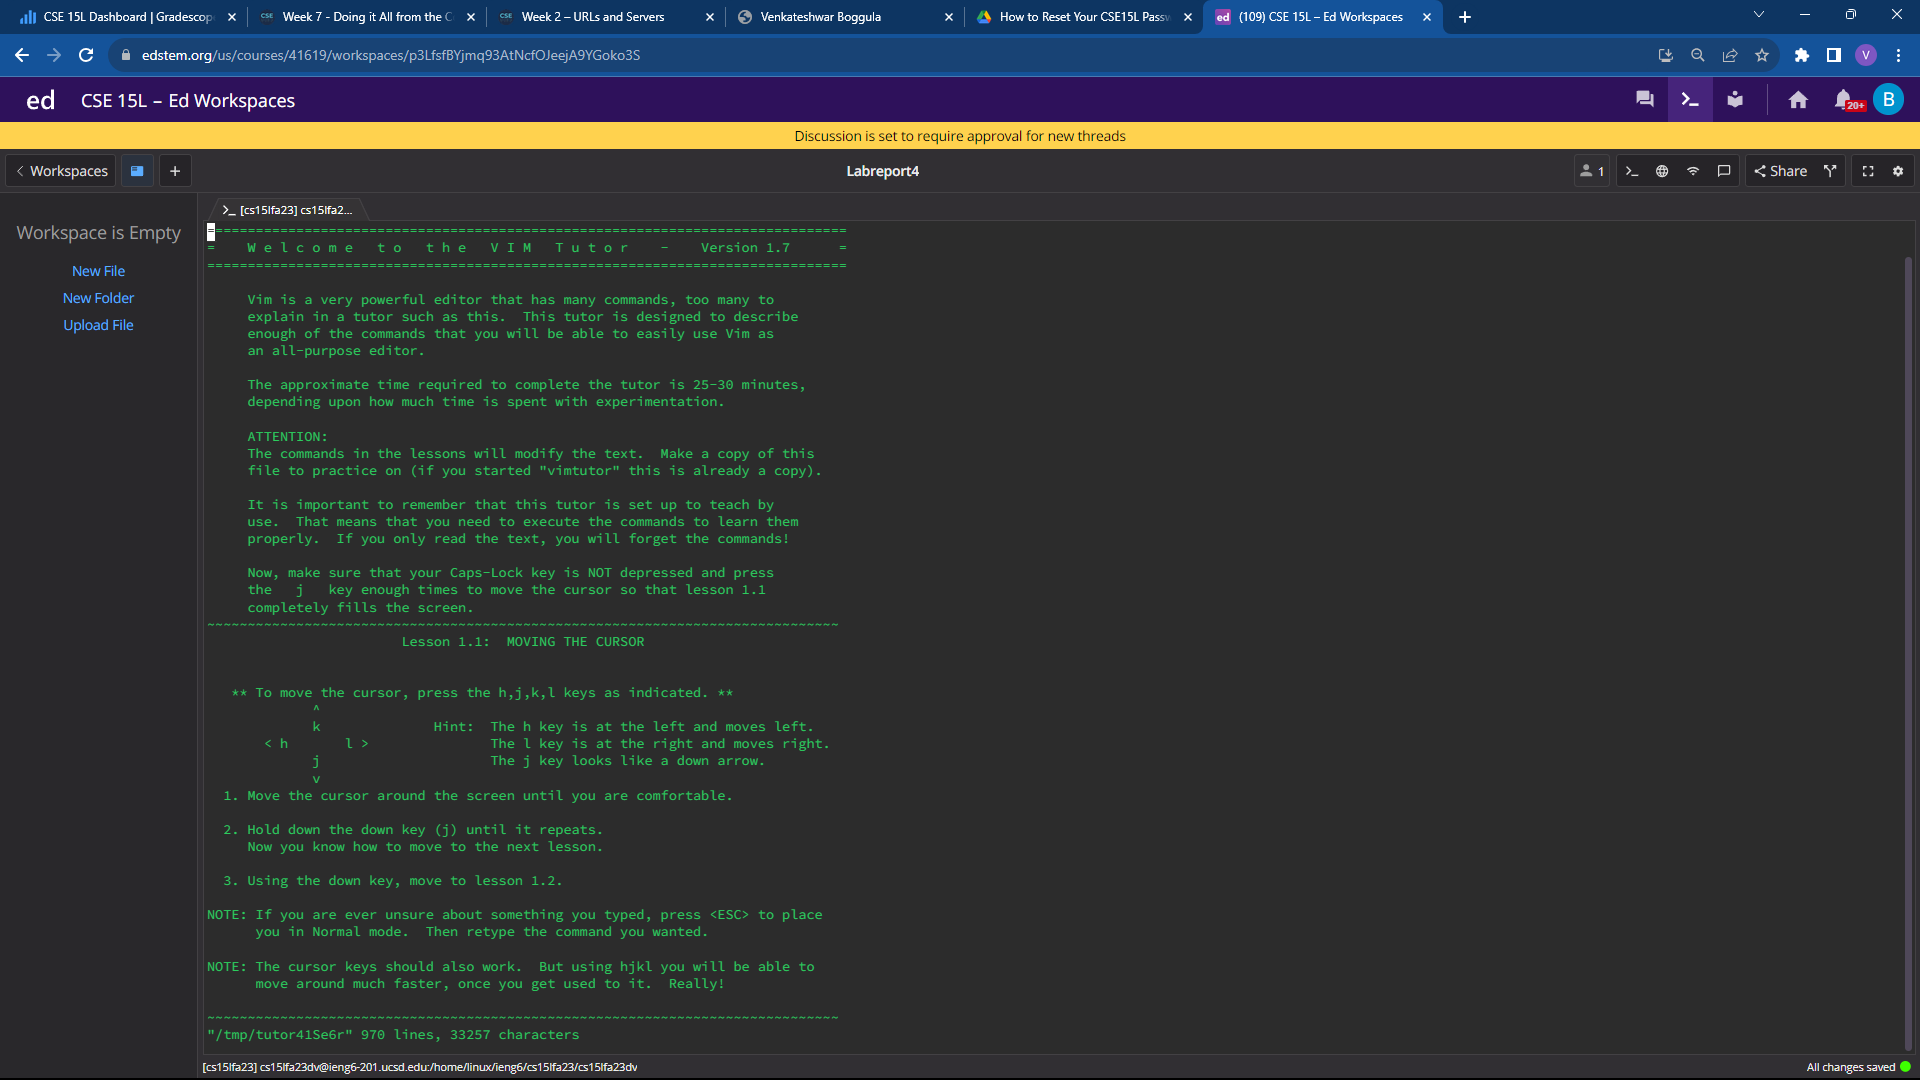 CSE 15L Dashboard | Gradescop
Week 7 - Doing it All from the C
Week 2 – URLs and Servers
Venkateshwar Boggula
How to Reset Your CSE15L Passw
ed (109) CSE 15L – Ed Workspaces
edstem.org/us/courses/41619/workspaces/p3LfsfBYjmq93AtNcfOJeejA9YGoko3S
V
ed CSE 15L – Ed Workspaces
20+
B
Discussion is set to require approval for new threads
Workspaces
Labreport4
1
Share
Workspace is Empty
New File
New Folder
Upload File
[cs15lfa23] cs15lfa2...
===============================================================================
=    W e l c o m e   t o   t h e   V I M   T u t o r    -    Version 1.7      =
===============================================================================
Vim is a very powerful editor that has many commands, too many to
explain in a tutor such as this.  This tutor is designed to describe
enough of the commands that you will be able to easily use Vim as
an all-purpose editor.
The approximate time required to complete the tutor is 25-30 minutes,
depending upon how much time is spent with experimentation.
ATTENTION:
The commands in the lessons will modify the text.  Make a copy of this
file to practice on (if you started "vimtutor" this is already a copy).
It is important to remember that this tutor is set up to teach by
use.  That means that you need to execute the commands to learn them
properly.  If you only read the text, you will forget the commands!
Now, make sure that your Caps-Lock key is NOT depressed and press
the   j   key enough times to move the cursor so that lesson 1.1
completely fills the screen.
~~~~~~~~~~~~~~~~~~~~~~~~~~~~~~~~~~~~~~~~~~~~~~~~~~~~~~~~~~~~~~~~~~~~~~~~~~~~~~
Lesson 1.1:  MOVING THE CURSOR
** To move the cursor, press the h,j,k,l keys as indicated. **
^
k              Hint:  The h key is at the left and moves left.
< h       l >               The l key is at the right and moves right.
j                     The j key looks like a down arrow.
v
1. Move the cursor around the screen until you are comfortable.
2. Hold down the down key (j) until it repeats.
Now you know how to move to the next lesson.
3. Using the down key, move to lesson 1.2.
NOTE: If you are ever unsure about something you typed, press <ESC> to place
you in Normal mode.  Then retype the command you wanted.
NOTE: The cursor keys should also work.  But using hjkl you will be able to
move around much faster, once you get used to it.  Really!
~~~~~~~~~~~~~~~~~~~~~~~~~~~~~~~~~~~~~~~~~~~~~~~~~~~~~~~~~~~~~~~~~~~~~~~~~~~~~~
"/tmp/tutor41Se6r" 970 lines, 33257 characters
[cs15lfa23] cs15lfa23dv@ieng6-201.ucsd.edu:/home/linux/ieng6/cs15lfa23/cs15lfa23dv
All changes saved